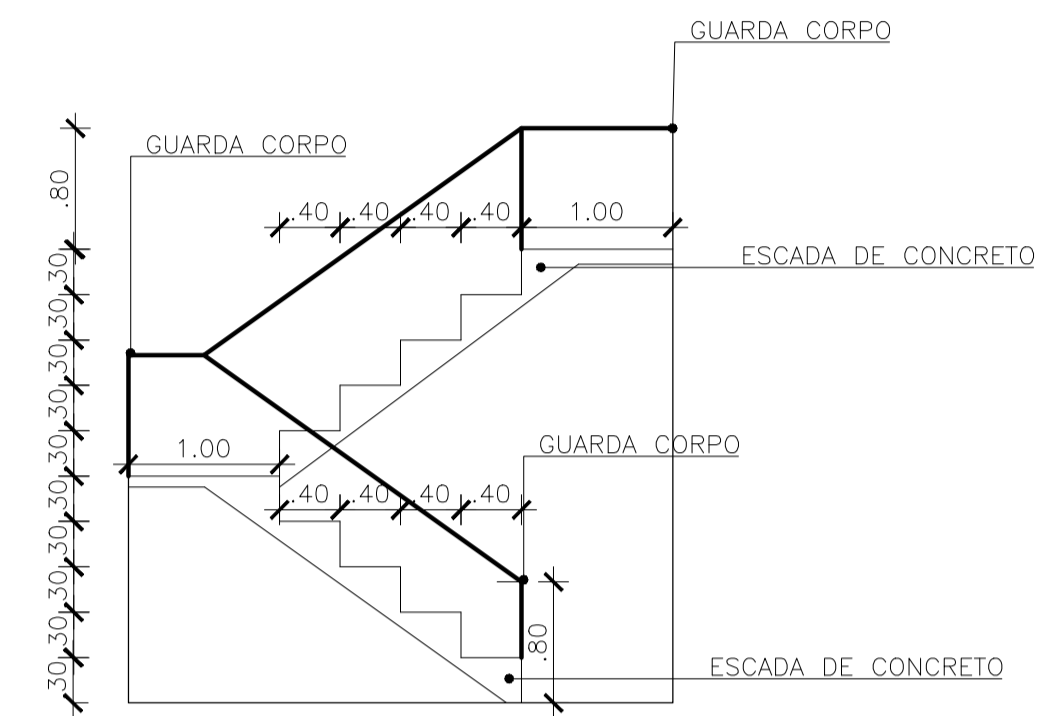 GUARDA CORPO
GUARDA CORPO
.80
.40 .40 .40 .40 1.00
ESCADA DE CONCRETO
.30
.30
.30
.30
.30
.30
.30
.30
.30
.30
1.00
GUARDA CORPO
.40 .40 .40 .40
.80
ESCADA DE CONCRETO